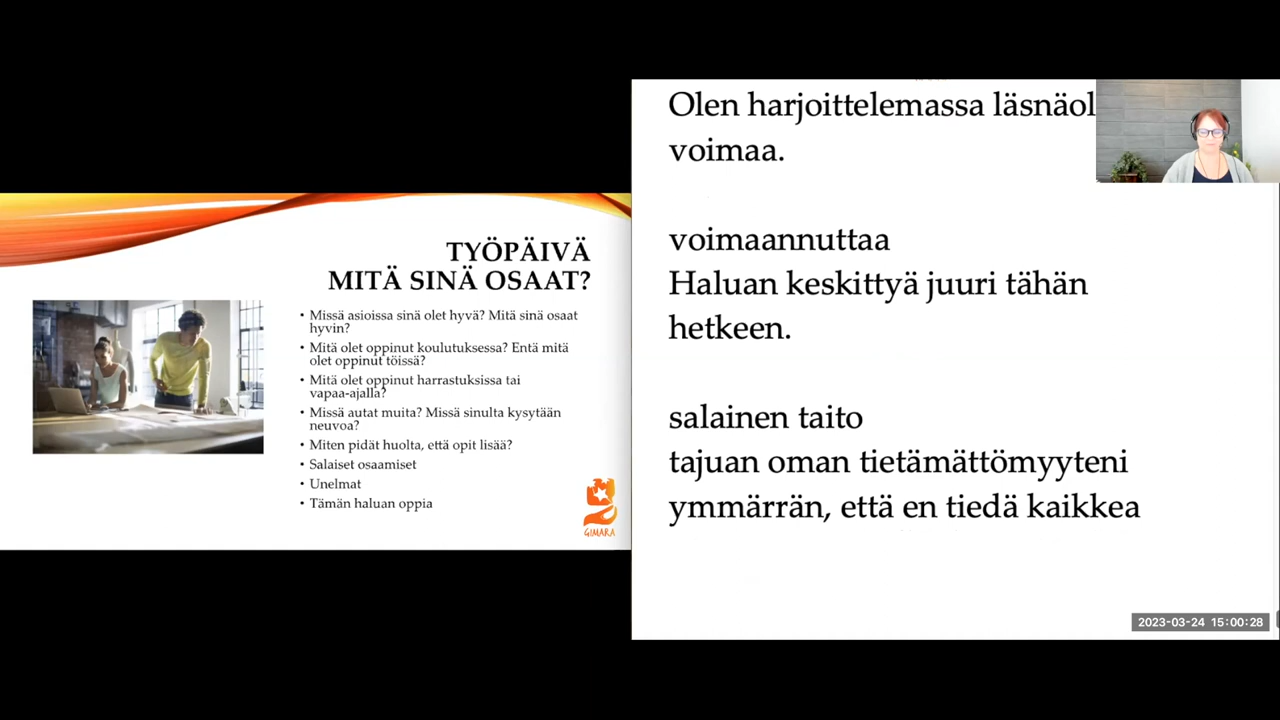 TYÖPÄIVÄ
MITÄ SINÄ OSAAT?
• Missä asioissa sinä olet hyvä? Mitä sinä osaat
hyvin?
• Mitä olet oppinut koulutuksessa? Entä mitä
olet oppinut töissä?
• Mitä olet oppinut harrastuksissa tai
vapaa-ajalla?
• Missä autat muita? Missä sinulta kysytään
neuvoa?
• Miten pidät huolta, että opit lisää?
• Salaiset osaamiset
• Unelmat
• Tämän haluan oppia
GIMARA
Olen harjoittelemassa läsnäol
voimaa.
voimaannuttaa
Haluan keskittyä juuri tähän
hetkeen.
salainen taito
tajuan oman tietämättömyyteni
ymmärrän, että en tiedä kaikkea
2023-03-24 15:00:28